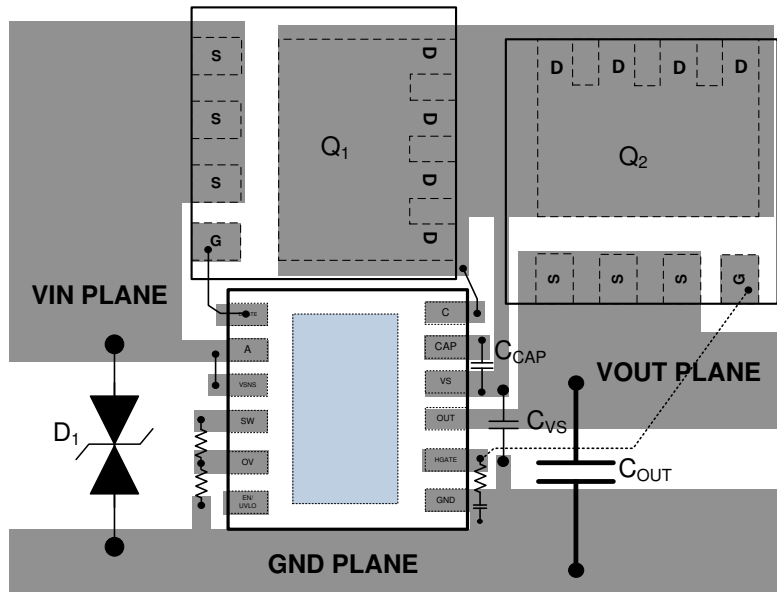 S
S
S
G
D
D
D
D
Q1
D D D D
Q2
S S S G
VIN PLANE
VOUT PLANE
GND PLANE
D1
A
VSNS
SW
OV
EN/
UVLO
C
CAP
VS
OUT
HGATE
GND
CCAP
CVS
COUT